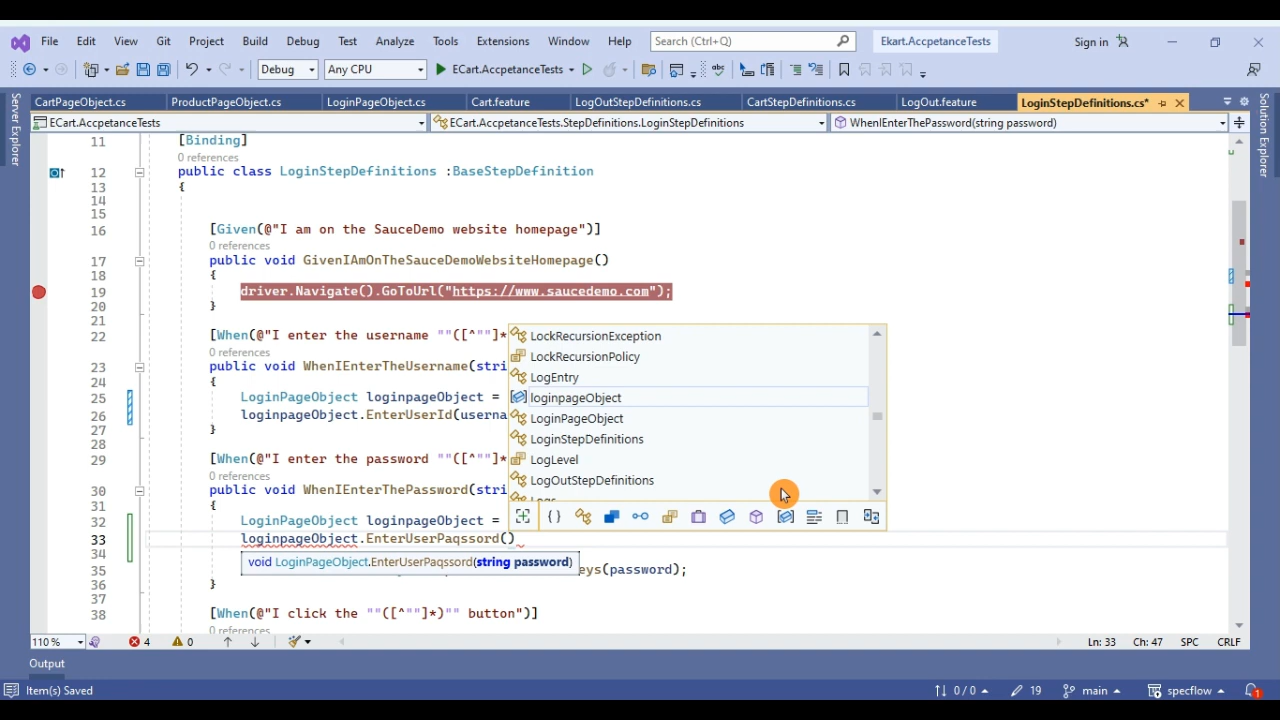 File Edit View Git Project Build Debug Test Analyze Tools Extensions Window Help Search (Ctrl+Q) Ekart.AccpetanceTests Sign in
Debug Any CPU ECart.AccpetanceTests
CartPageObject.cs ProductPageObject.cs LoginPageObject.cs Cart.feature LogOutStepDefinitions.cs CartStepDefinitions.cs LogOut.feature LoginStepDefinitions.cs*
ECart.AccpetanceTests ECart.AccpetanceTests.StepDefinitions.LoginStepDefinitions WhenIEnterThePassword(string password)
Server Explorer
Solution Explorer
11 [Binding]
0 references
12 public class LoginStepDefinitions :BaseStepDefinition
13 {
14
15
16 [Given(@"I am on the SauceDemo website homepage")]
0 references
17 public void GivenIAmOnTheSauceDemoWebsiteHomepage()
18 {
19 driver.Navigate().GoToUrl("https://www.saucedemo.com");
20 }
21
22 [When(@"I enter the username ""([^""]*
0 references
23 public void WhenIEnterTheUsername(stri
24 {
25 LoginPageObject loginpageObject =
26 loginpageObject.EnterUserId(userna
27 }
28
29 [When(@"I enter the password ""([^""]*
0 references
30 public void WhenIEnterThePassword(stri
31 {
32 LoginPageObject loginpageObject =
33 loginpageObject.EnterUserPaqssord()
34
35 eys(password);
36 }
37
38 [When(@"I click the ""([^""]*)"" button")]
0 references
LockRecursionException
LockRecursionPolicy
LogEntry
loginpageObject
LoginPageObject
LoginStepDefinitions
LogLevel
LogOutStepDefinitions
Logs
void LoginPageObject.EnterUserPaqssord(string password)
110 % 4 0 Ln: 33 Ch: 47 SPC CRLF
Output
Item(s) Saved 0 / 0 19 main specflow 1